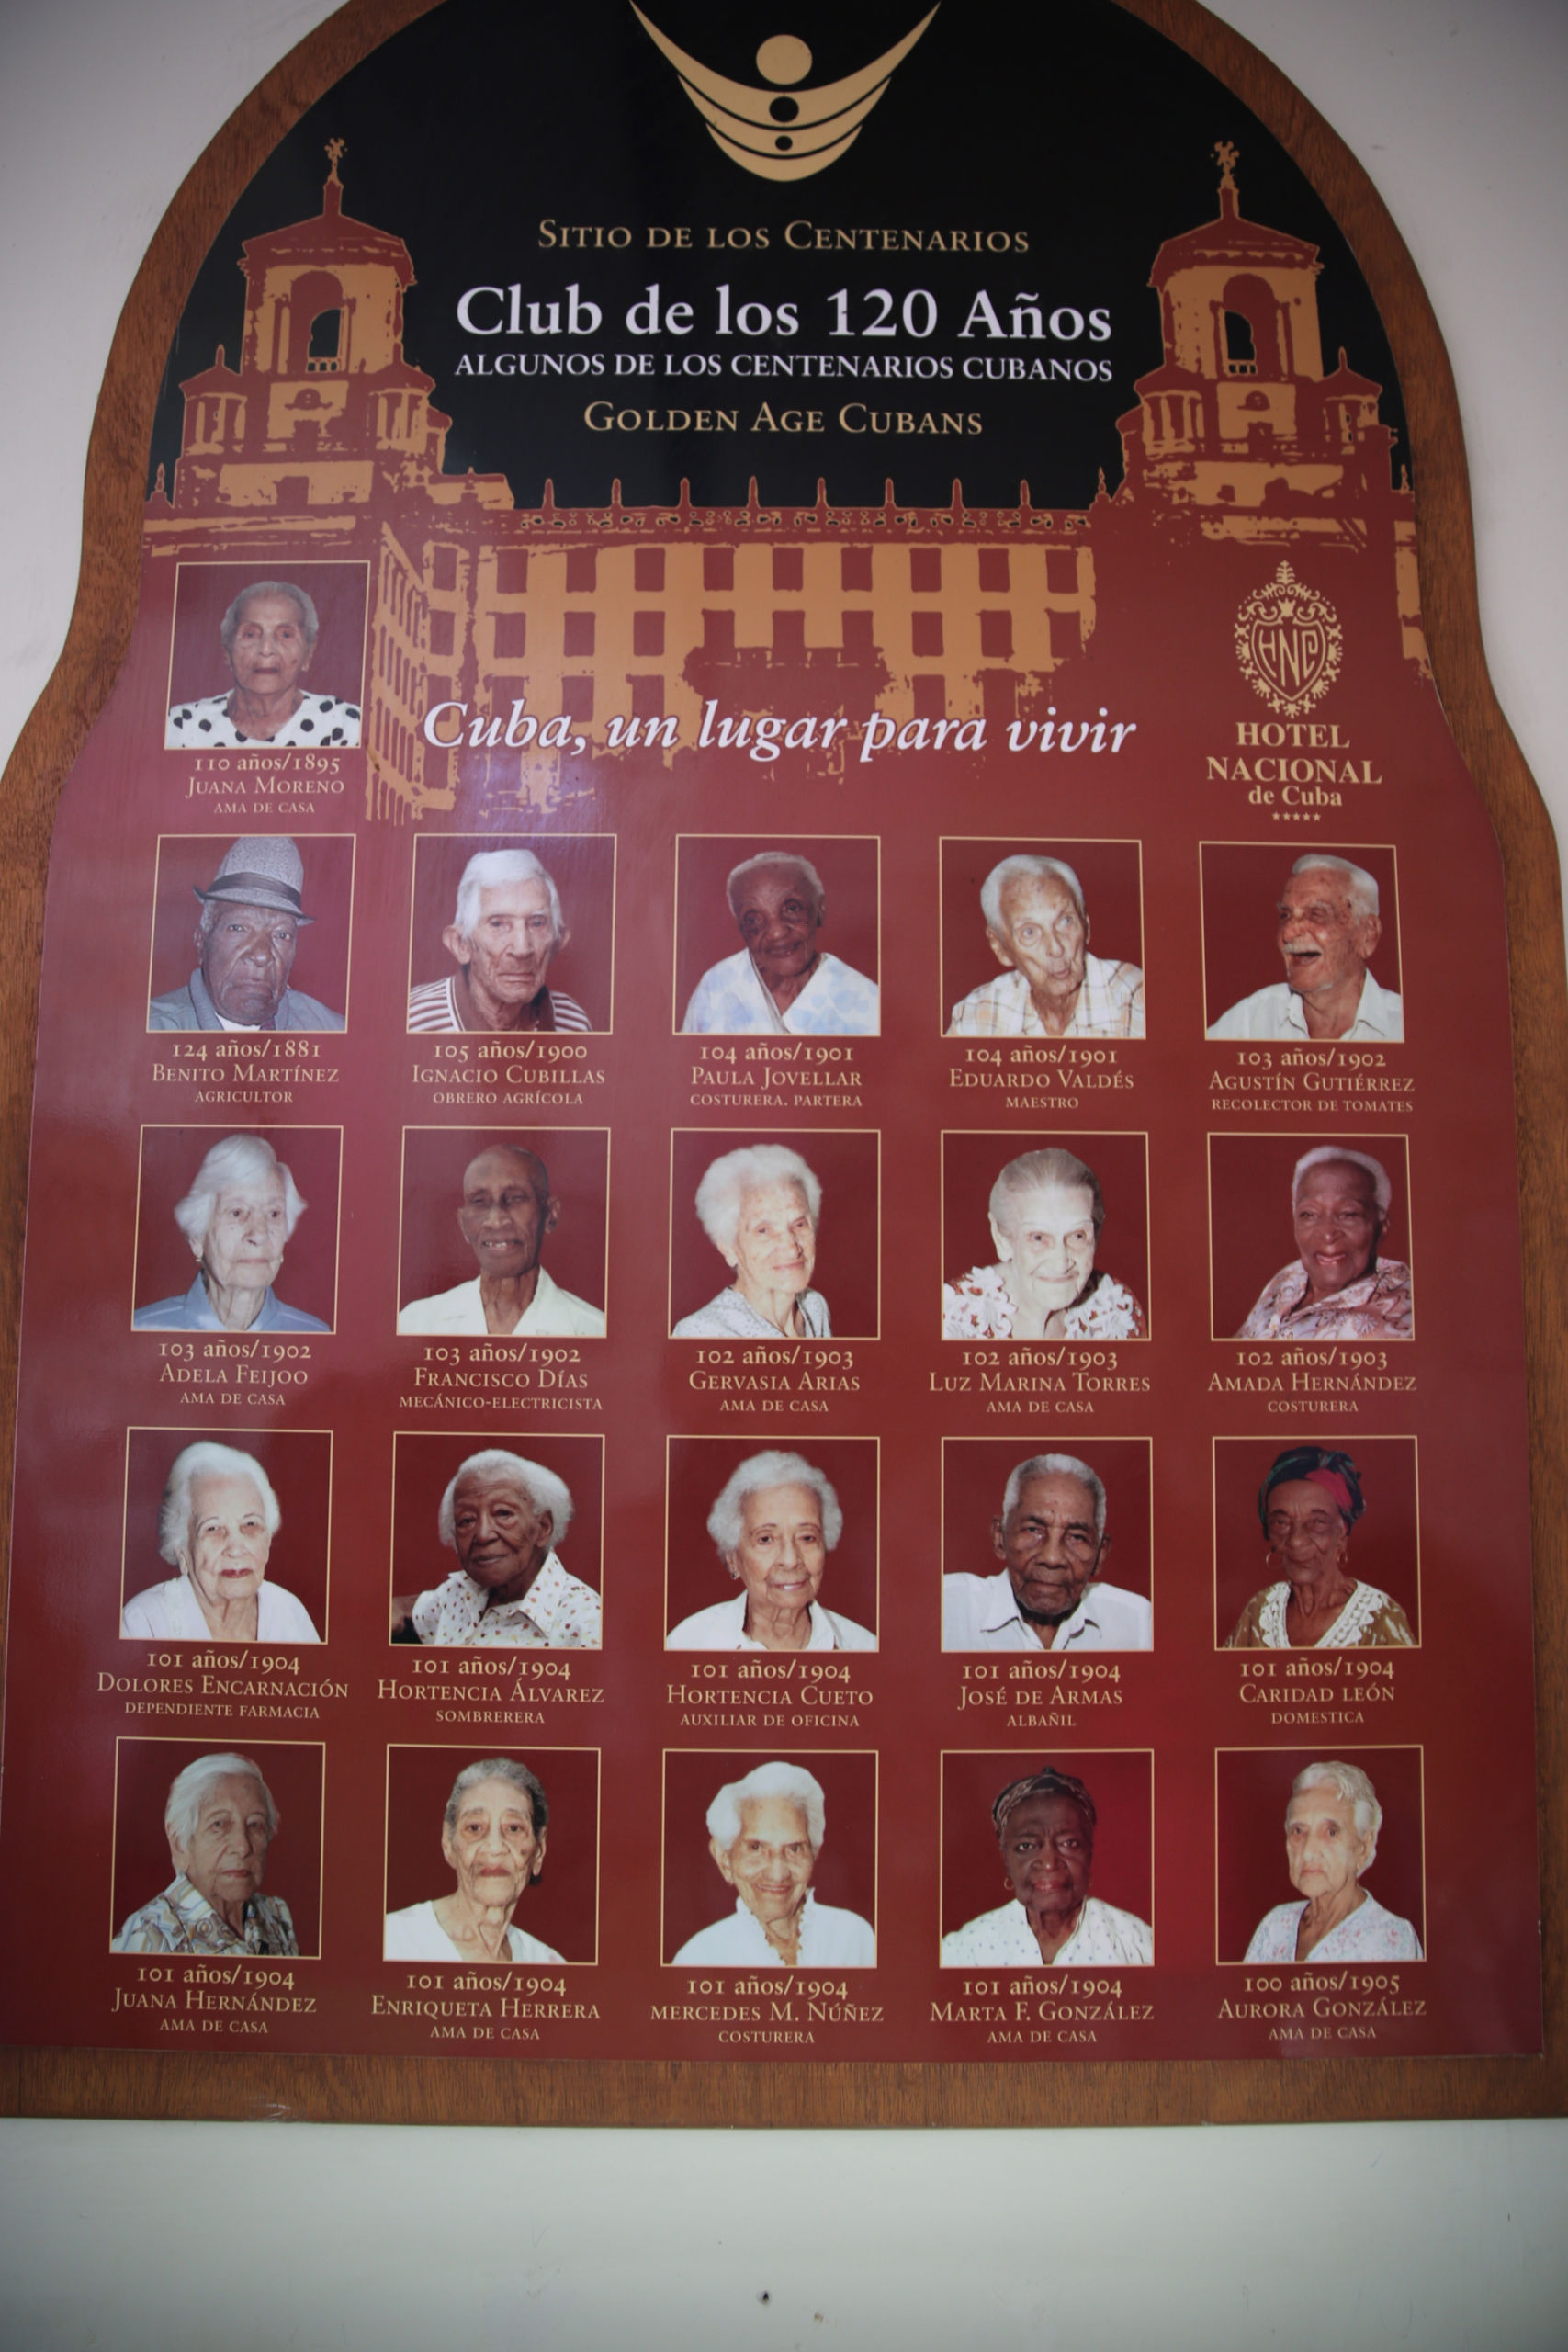 SITIO DE LOS CENTENARIOS
Club de los 120 Años
ALGUNOS DE LOS CENTENARIOS CUBANOS
GOLDEN AGE CUBANS
HNC
Cuba, un lugar para vivir
HOTEL
NACIONAL
de Cuba
110 años/1895
JUANA MORENO
AMA DE CASA
124 años/1881
BENITO MARTÍNEZ
AGRICULTOR
105 años/1900
IGNACIO CUBILLAS
OBRERO AGRÍCOLA
104 años/1901
PAULA JOVELLAR
COSTURERA. PARTERA
104 años/1901
EDUARDO VALDÉS
MAESTRO
103 años/1902
AGUSTÍN GUTIÉRREZ
RECOLECTOR DE TOMATES
103 años/1902
ADELA FEIJOO
AMA DE CASA
103 años/1902
FRANCISCO DÍAS
MECÁNICO-ELECTRICISTA
102 años/1903
GERVASIA ARIAS
AMA DE CASA
102 años/1903
LUZ MARINA TORRES
AMA DE CASA
102 años/1903
AMADA HERNÁNDEZ
COSTURERA
101 años/1904
DOLORES ENCARNACIÓN
DEPENDIENTE FARMACIA
101 años/1904
HORTENCIA ÁLVAREZ
SOMBRERERA
101 años/1904
HORTENCIA CUETO
AUXILIAR DE OFICINA
101 años/1904
JOSÉ DE ARMAS
ALBAÑIL
101 años/1904
CARIDAD LEÓN
DOMESTICA
101 años/1904
JUANA HERNÁNDEZ
AMA DE CASA
101 años/1904
ENRIQUETA HERRERA
AMA DE CASA
101 años/1904
MERCEDES M. NÚÑEZ
COSTURERA
101 años/1904
MARTA F. GONZÁLEZ
AMA DE CASA
100 años/1905
AURORA GONZÁLEZ
AMA DE CASA